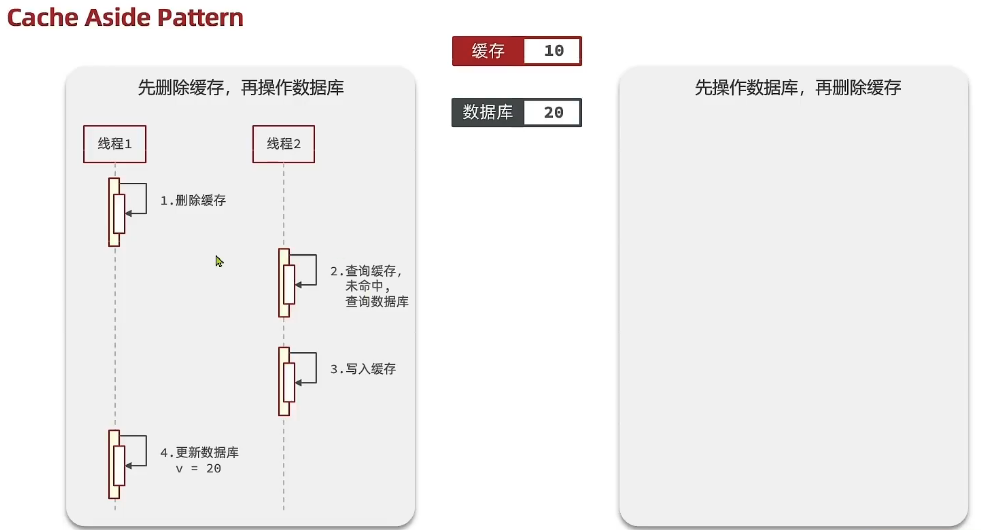 Cache Aside Pattern
缓存 10
数据库 20
先删除缓存，再操作数据库
线程1
线程2
1.删除缓存
2.查询缓存，
未命中，
查询数据库
3.写入缓存
4.更新数据库
v = 20
先操作数据库，再删除缓存